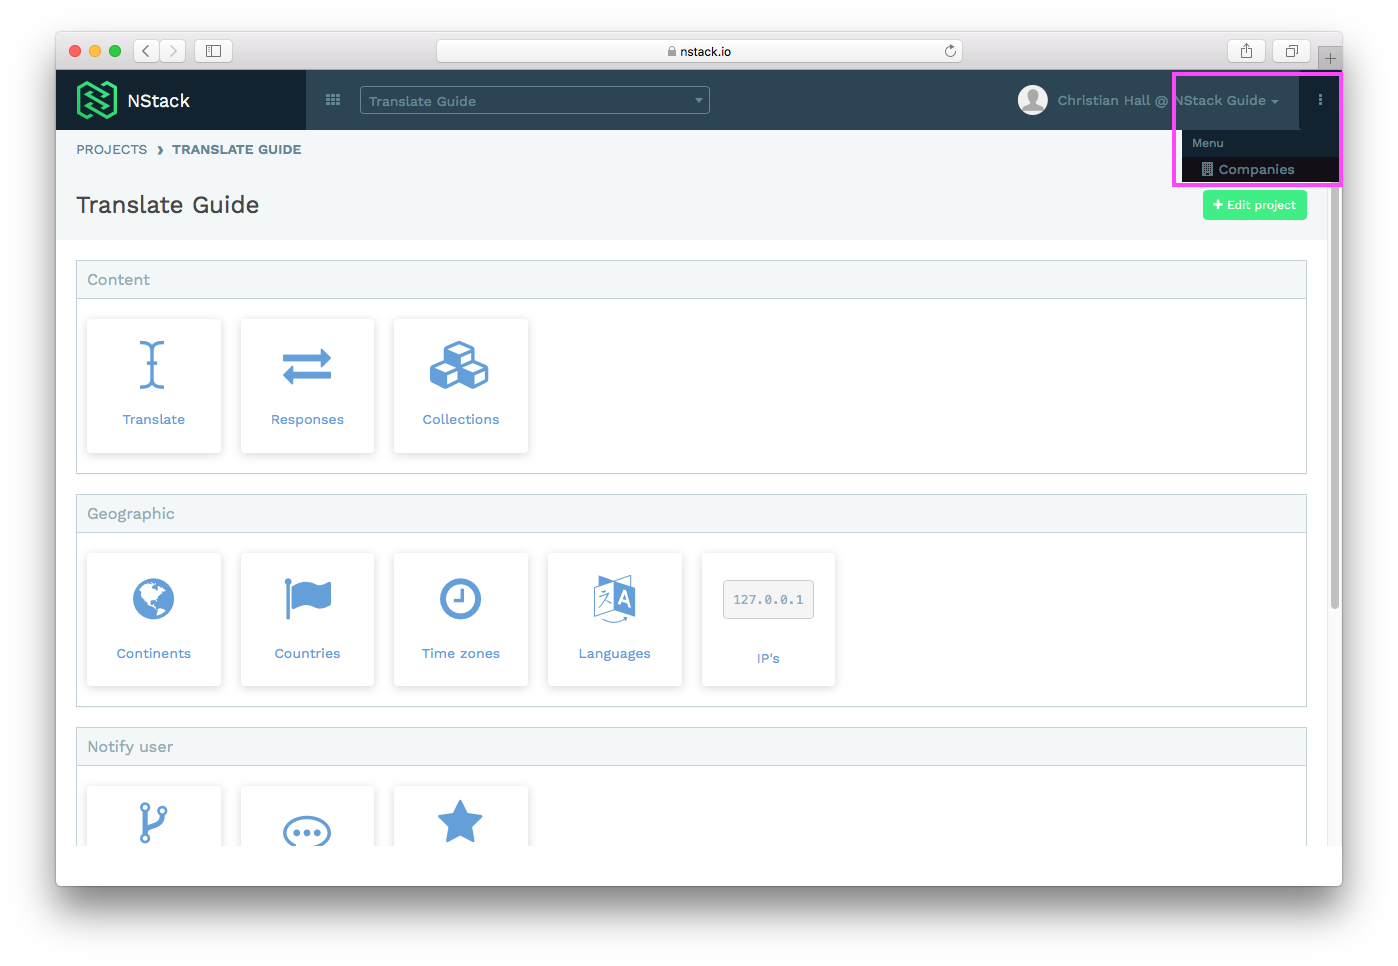 nstack.io
NStack
Translate Guide
Christian Hall @ NStack Guide
Menu
Companies
PROJECTS ❯ TRANSLATE GUIDE
Translate Guide
+ Edit project
Content
Translate
Responses
Collections
Geographic
A
127.0.0.1
Continents
Countries
Time zones
Languages
IP's
Notify user